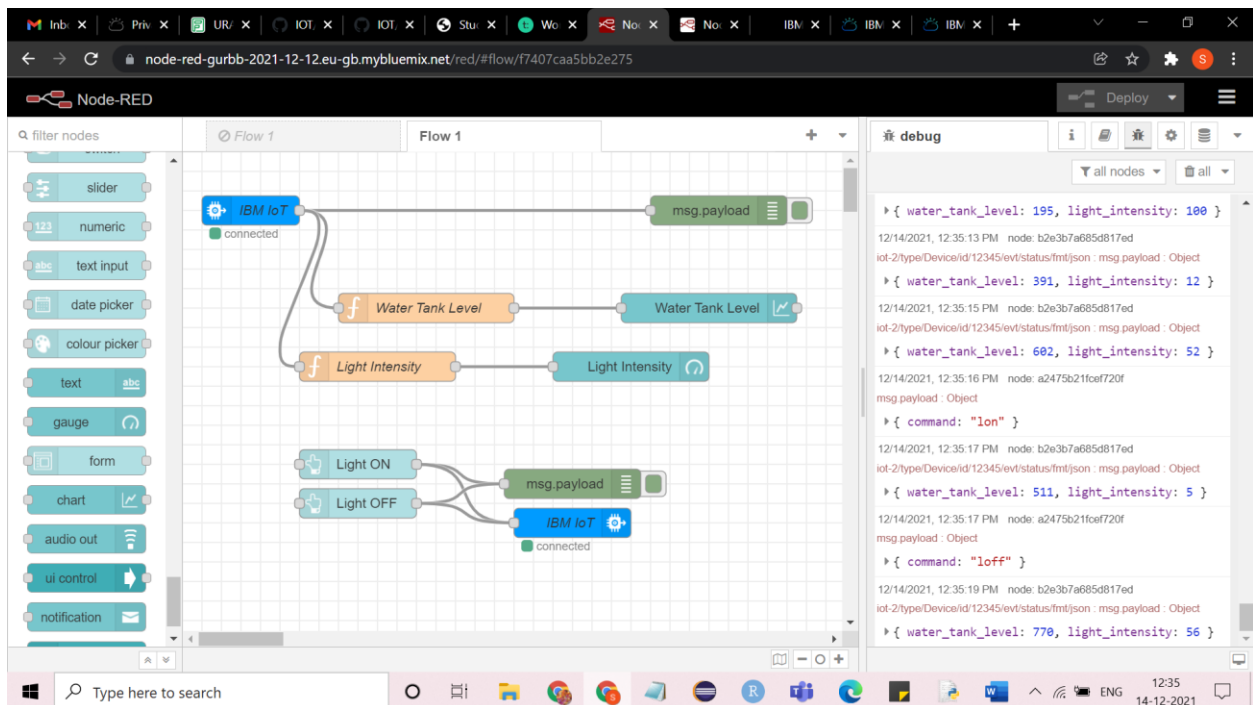 Inb
Priv
UR/
IOT,
IOT,
Stuc
Wo
No
No
IBM
IBM
IBM
node-red-gurbb-2021-12-12.eu-gb.mybluemix.net/red/#flow/f7407caa5bb2e275
S
Node-RED
Deploy
filter nodes
Flow 1
Flow 1
debug
all nodes
all
slider
numeric
123
text input
abc
date picker
colour picker
text
abc
gauge
form
chart
audio out
ui control
notification
IBM IoT
connected
msg.payload
Water Tank Level
Water Tank Level
Light Intensity
Light Intensity
Light ON
Light OFF
msg.payload
IBM IoT
connected
{ water_tank_level: 195, light_intensity: 100 }
12/14/2021, 12:35:13 PM node: b2e3b7a685d817ed
iot-2/type/Device/id/12345/evt/status/fmt/json : msg.payload : Object
{ water_tank_level: 391, light_intensity: 12 }
12/14/2021, 12:35:15 PM node: b2e3b7a685d817ed
iot-2/type/Device/id/12345/evt/status/fmt/json : msg.payload : Object
{ water_tank_level: 602, light_intensity: 52 }
12/14/2021, 12:35:16 PM node: a2475b21fcef720f
msg.payload : Object
{ command: "lon" }
12/14/2021, 12:35:17 PM node: b2e3b7a685d817ed
iot-2/type/Device/id/12345/evt/status/fmt/json : msg.payload : Object
{ water_tank_level: 511, light_intensity: 5 }
12/14/2021, 12:35:17 PM node: a2475b21fcef720f
msg.payload : Object
{ command: "loff" }
12/14/2021, 12:35:19 PM node: b2e3b7a685d817ed
iot-2/type/Device/id/12345/evt/status/fmt/json : msg.payload : Object
{ water_tank_level: 770, light_intensity: 56 }
Type here to search
ENG
12:35
14-12-2021